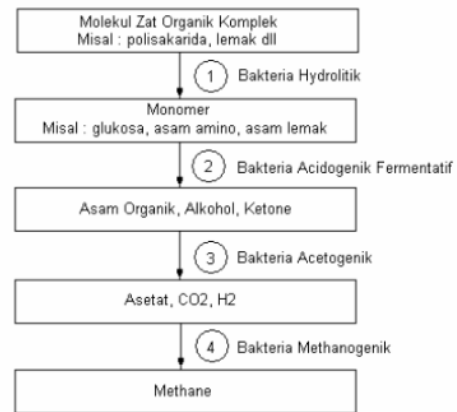 Molekul Zat Organik Komplek
Misal : polisakarida, lemak dll
1 Bakteria Hydrolitik
Monomer
Misal : glukosa, asam amino, asam lemak
2 Bakteria Acidogenik Fermentatif
Asam Organik, Alkohol, Ketone
3 Bakteria Acetogenik
Asetat, CO2, H2
4 Bakteria Methanogenik
Methane